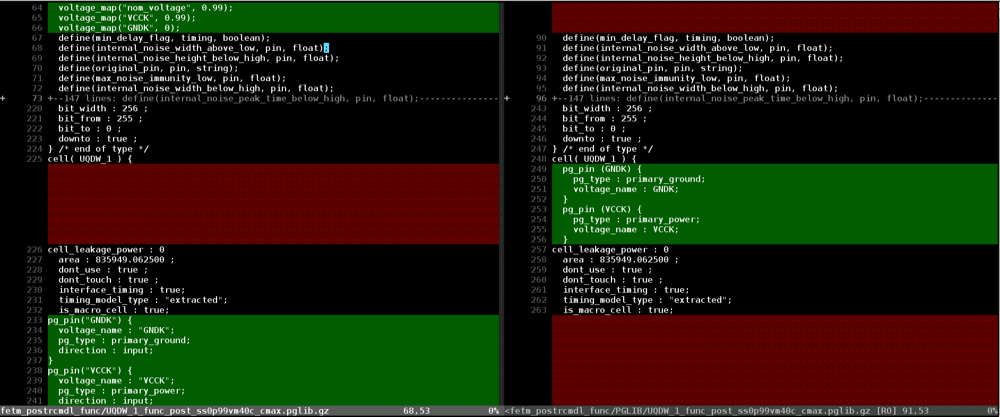 64   voltage_map("nom_voltage", 0.99);
65   voltage_map("VCCK", 0.99);
66   voltage_map("GNDK", 0);
67   define(min_delay_flag, timing, boolean);
68   define(internal_noise_width_above_low, pin, float);
69   define(internal_noise_height_below_high, pin, float);
70   define(original_pin, pin, string);
71   define(max_noise_immunity_low, pin, float);
72   define(internal_noise_width_below_high, pin, float);
+ 73 +--147 lines: define(internal_noise_peak_time_below_high, pin, float);---------------
220   bit_width : 256 ;
221   bit_from : 255 ;
222   bit_to : 0 ;
223   downto : true ;
224 } /* end of type */
225 cell( UQDW_1 ) {
226 cell_leakage_power : 0
227   area : 835949.062500 ;
228   dont_use : true ;
229   dont_touch : true ;
230   interface_timing : true;
231   timing_model_type : "extracted";
232   is_macro_cell : true;
233 pg_pin("GNDK") {
234   voltage_name : "GNDK";
235   pg_type : primary_ground;
236   direction : input;
237 }
238 pg_pin("VCCK") {
239   voltage_name : "VCCK";
240   pg_type : primary_power;
241   direction : input;
fetm_postrcmdl_func/UQDW_1_func_post_ss0p99vm40c_cmax.pglib.gz 68,53 0%
90   define(min_delay_flag, timing, boolean);
91   define(internal_noise_width_above_low, pin, float);
92   define(internal_noise_height_below_high, pin, float);
93   define(original_pin, pin, string);
94   define(max_noise_immunity_low, pin, float);
95   define(internal_noise_width_below_high, pin, float);
+ 96 +--147 lines: define(internal_noise_peak_time_below_high, pin, float);--------------
243   bit_width : 256 ;
244   bit_from : 255 ;
245   bit_to : 0 ;
246   downto : true ;
247 } /* end of type */
248 cell( UQDW_1 ) {
249   pg_pin (GNDK) {
250     pg_type : primary_ground;
251     voltage_name : GNDK;
252   }
253   pg_pin (VCCK) {
254     pg_type : primary_power;
255     voltage_name : VCCK;
256   }
257 cell_leakage_power : 0
258   area : 835949.062500 ;
259   dont_use : true ;
260   dont_touch : true ;
261   interface_timing : true;
262   timing_model_type : "extracted";
263   is_macro_cell : true;
<fetm_postrcmdl_func/PGLIB/UQDW_1_func_post_ss0p99vm40c_cmax.pglib.gz [RO] 91,53 0%